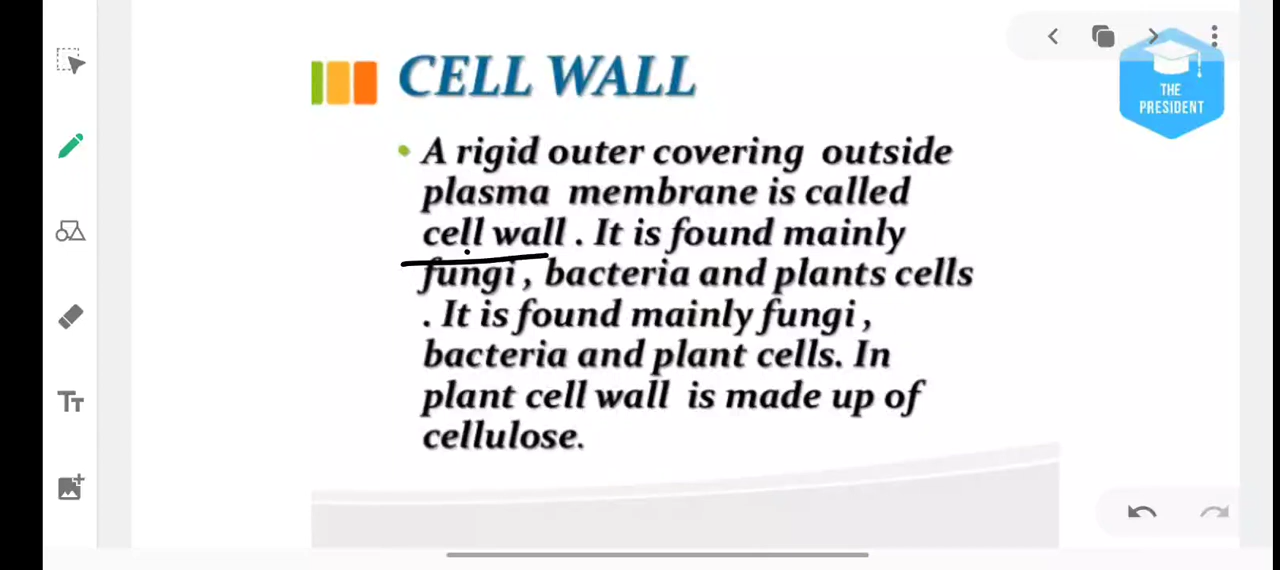 CELL WALL
THE
PRESIDENT
• A rigid outer covering outside
plasma membrane is called
cell wall . It is found mainly
fungi , bacteria and plants cells
. It is found mainly fungi ,
bacteria and plant cells. In
plant cell wall is made up of
cellulose.
TT